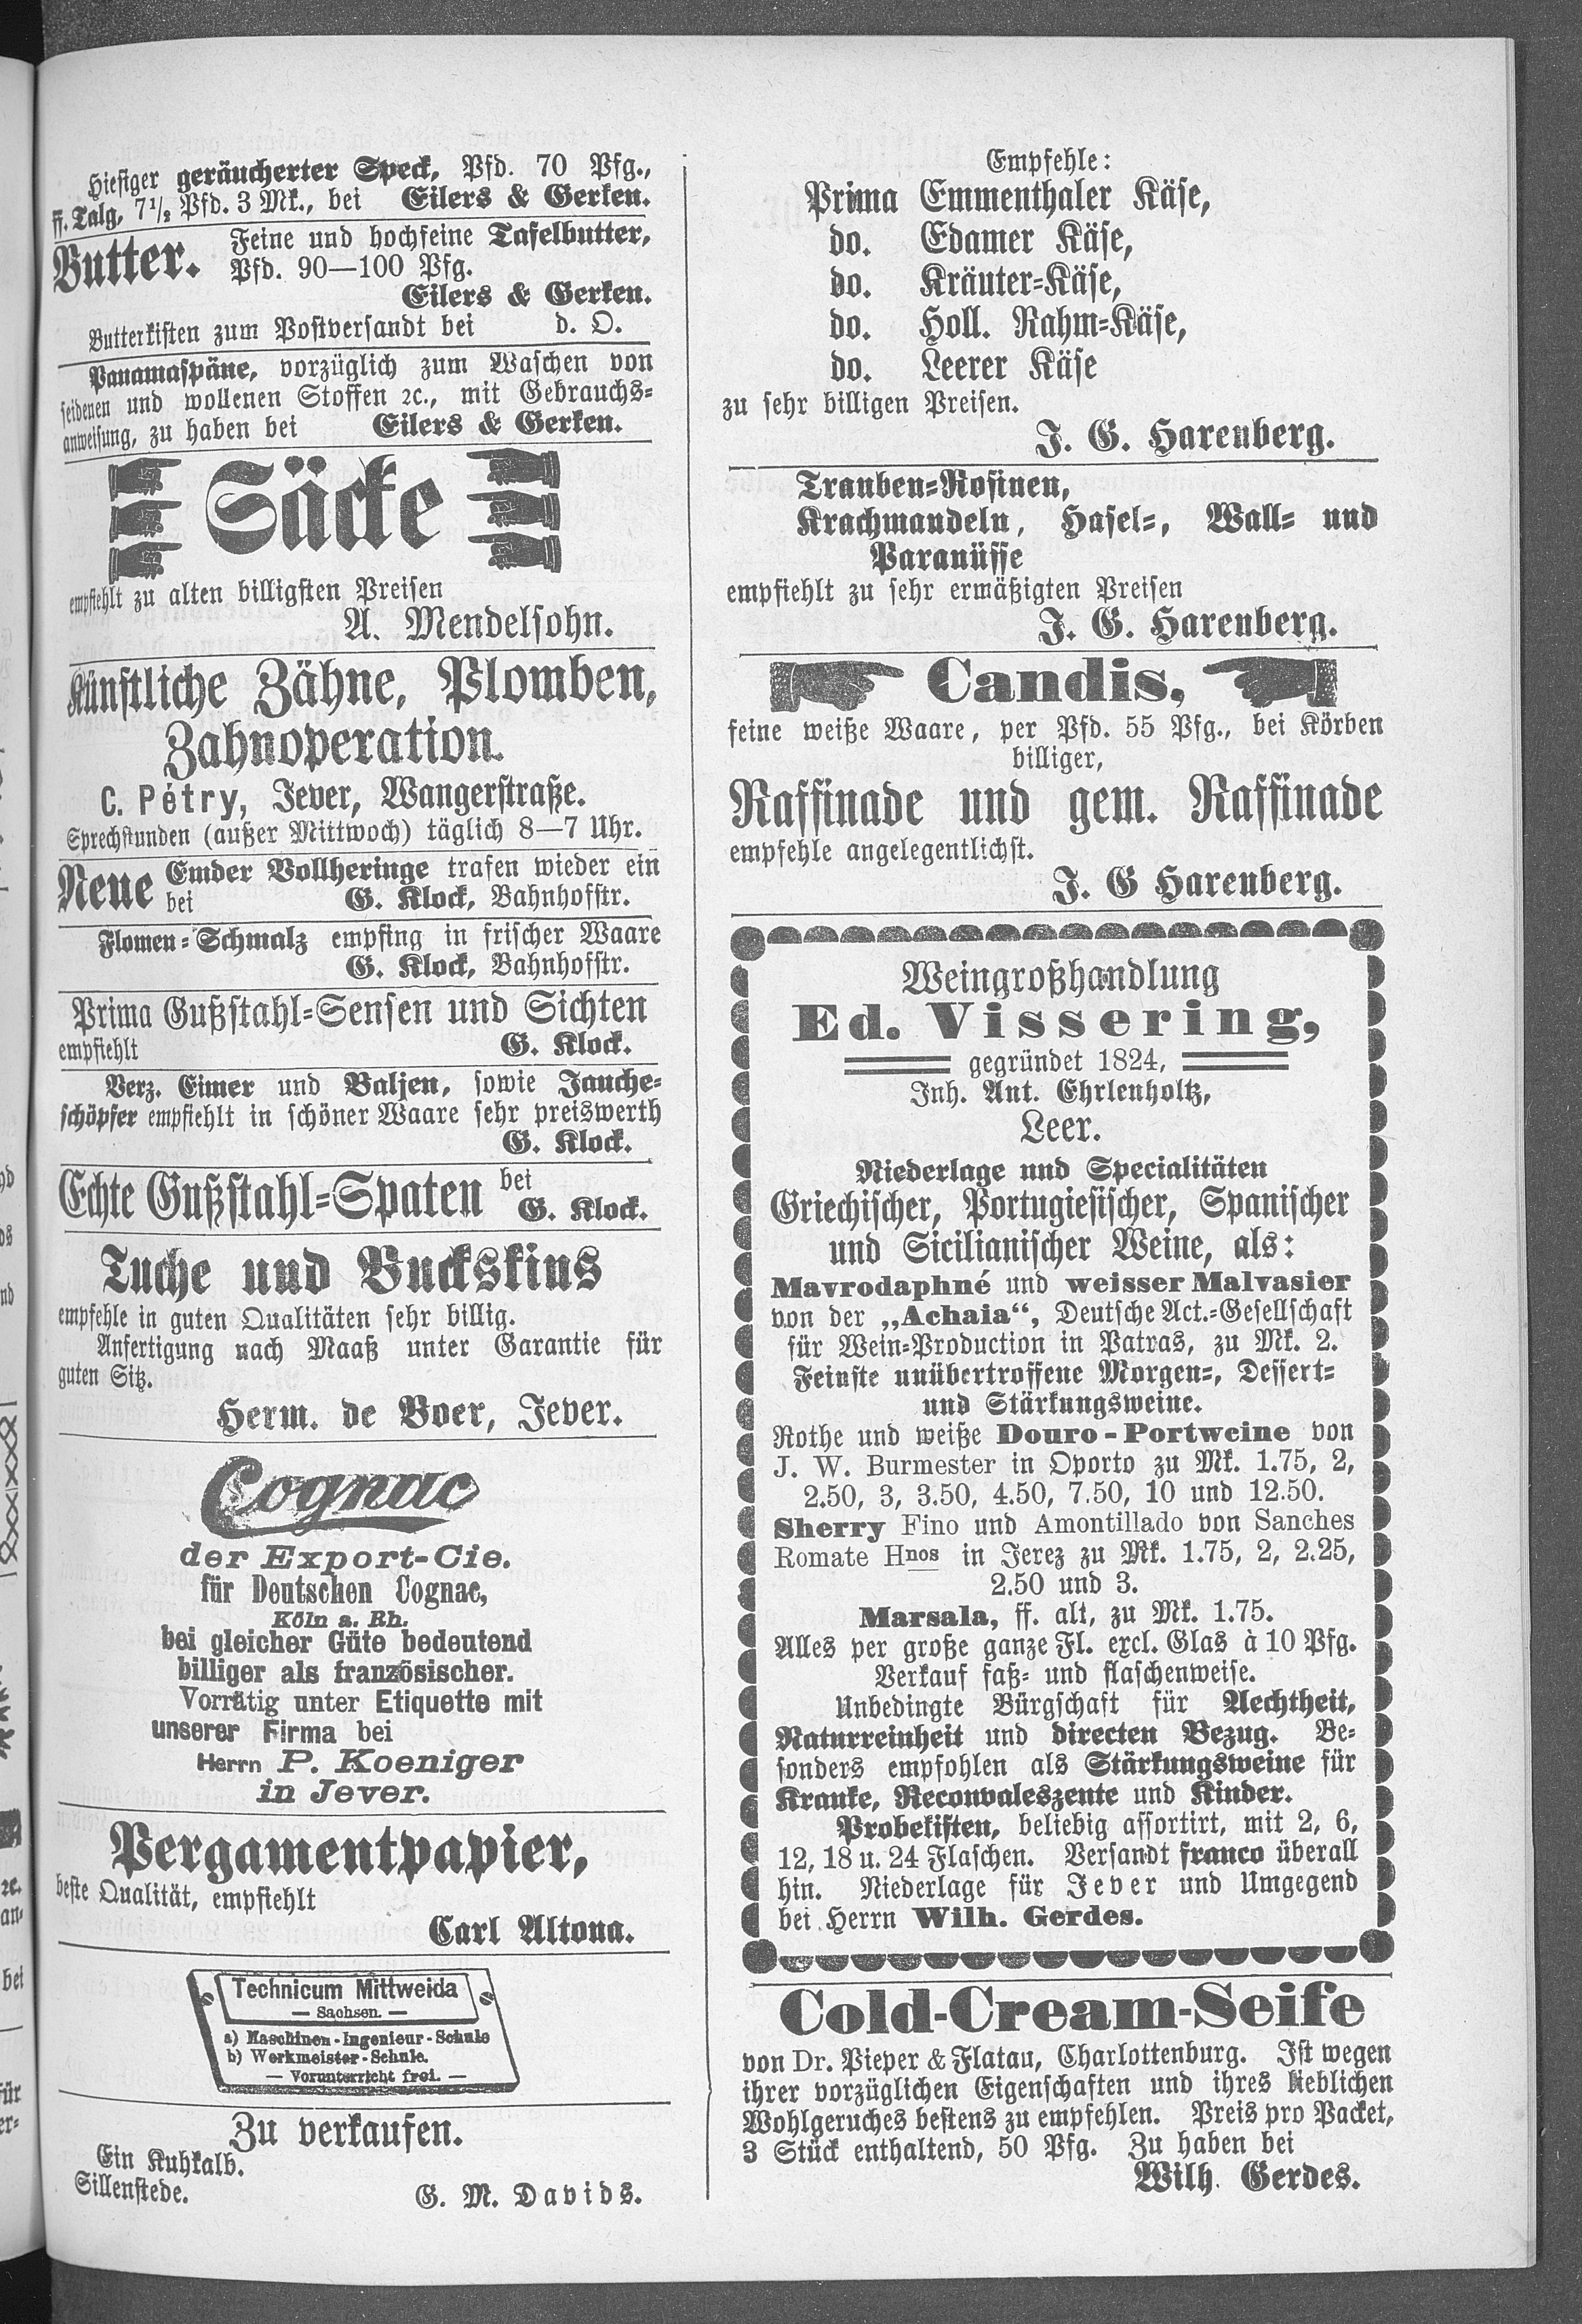 Hiesiger geräucherter Speck, Pfd. 70 Pfg.,
ff. Talg, 7½ Pfd. 3 Mk., bei Eilers & Gerken.
Butter. Feine und hochfeine Tafelbutter,
Pfd. 90—100 Pfg.
Eilers & Gerken.
Butterkisten zum Postversandt bei d. O.
Panamaspäne, vorzüglich zum Waschen von
seidenen und wollenen Stoffen ꝛc., mit Gebrauchs-
anweisung, zu haben bei Eilers & Gerken.
Säcke
empfiehlt zu alten billigsten Preisen
A. Mendelsohn.
Künstliche Zähne, Plomben,
Zahnoperation.
C. Pétry, Jever, Wangerstraße.
Sprechstunden (außer Mittwoch) täglich 8—7 Uhr.
Neue Emder Vollheringe trafen wieder ein
bei G. Klock, Bahnhofstr.
Flomen-Schmalz empfing in frischer Waare
G. Klock, Bahnhofstr.
Prima Gußstahl-Sensen und Sichten
empfiehlt G. Klock.
Verz. Eimer und Baljen, sowie Jauche-
schöpfer empfiehlt in schöner Waare sehr preiswerth
G. Klock.
Echte Gußstahl-Spaten bei
G. Klock.
Tuche und Buckskins
empfehle in guten Qualitäten sehr billig.
Anfertigung nach Maaß unter Garantie für
guten Sitz.
Herm. de Boer, Jever.
Cognac
der Export-Cie.
für Deutschen Cognac,
Köln a. Rh.
bei gleicher Güte bedeutend
billiger als französischer.
Vorrätig unter Etiquette mit
unserer Firma bei
Herrn P. Koeniger
in Jever.
Pergamentpapier,
beste Qualität, empfiehlt
Carl Altona.
Technicum Mittweida
— Sachsen. —
a) Maschinen-Ingenieur-Schule
b) Werkmeister-Schule.
— Vorunterricht frei. —
Zu verkaufen.
Ein Kuhkalb.
Sillenstede. G. M. Davids.
Empfehle:
Prima Emmenthaler Käse,
do. Edamer Käse,
do. Kräuter-Käse,
do. Holl. Rahm-Käse,
do. Leerer Käse
zu sehr billigen Preisen.
J. G. Harenberg.
Trauben-Rosinen,
Krachmandeln, Hasel-, Wall- und
Paranüsse
empfiehlt zu sehr ermäßigten Preisen
J. G. Harenberg.
Candis,
feine weiße Waare, per Pfd. 55 Pfg., bei Körben
billiger,
Raffinade und gem. Raffinade
empfehle angelegentlichst.
J. G Harenberg.
Weingroßhandlung
Ed. Vissering,
gegründet 1824,
Inh. Ant. Ehrlenholtz,
Leer.
Niederlage und Specialitäten
Griechischer, Portugiesischer, Spanischer
und Sicilianischer Weine, als:
Mavrodaphné und weisser Malvasier
von der „Achaia“, Deutsche Act.-Gesellschaft
für Wein-Production in Patras, zu Mk. 2.
Feinste unübertroffene Morgen-, Dessert-
und Stärkungsweine.
Rothe und weiße Douro-Portweine von
J. W. Burmester in Oporto zu Mk. 1.75, 2,
2.50, 3, 3.50, 4.50, 7.50, 10 und 12.50.
Sherry Fino und Amontillado von Sanches
Romate Hnos in Jerez zu Mk. 1.75, 2, 2.25,
2.50 und 3.
Marsala, ff. alt, zu Mk. 1.75.
Alles per große ganze Fl. excl. Glas à 10 Pfg.
Verkauf faß- und flaschenweise.
Unbedingte Bürgschaft für Aechtheit,
Naturreinheit und directen Bezug. Be-
sonders empfohlen als Stärkungsweine für
Kranke, Reconvaleszente und Kinder.
Probekisten, beliebig assortirt, mit 2, 6,
12, 18 u. 24 Flaschen. Versandt franco überall
hin. Niederlage für Jever und Umgegend
bei Herrn Wilh. Gerdes.
Cold-Cream-Seife
von Dr. Pieper & Flatau, Charlottenburg. Ist wegen
ihrer vorzüglichen Eigenschaften und ihres lieblichen
Wohlgeruches bestens zu empfehlen. Preis pro Packet,
3 Stück enthaltend, 50 Pfg. Zu haben bei
Wilh. Gerdes.